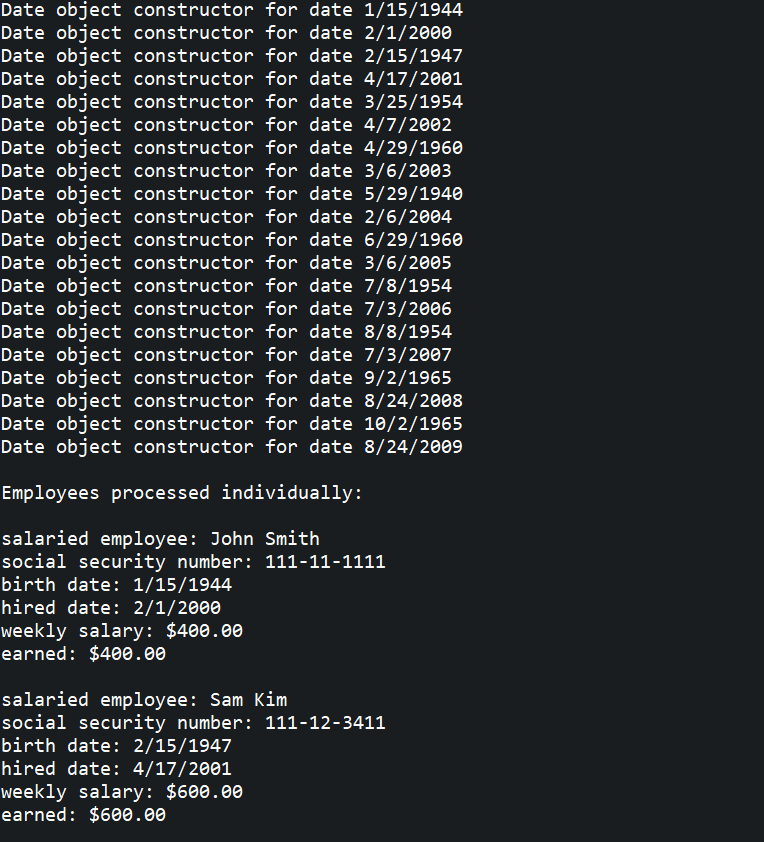 Date object constructor for date 1/15/1944
Date object constructor for date 2/1/2000
Date object constructor for date 2/15/1947
Date object constructor for date 4/17/2001
Date object constructor for date 3/25/1954
Date object constructor for date 4/7/2002
Date object constructor for date 4/29/1960
Date object constructor for date 3/6/2003
Date object constructor for date 5/29/1940
Date object constructor for date 2/6/2004
Date object constructor for date 6/29/1960
Date object constructor for date 3/6/2005
Date object constructor for date 7/8/1954
Date object constructor for date 7/3/2006
Date object constructor for date 8/8/1954
Date object constructor for date 7/3/2007
Date object constructor for date 9/2/1965
Date object constructor for date 8/24/2008
Date object constructor for date 10/2/1965
Date object constructor for date 8/24/2009
Employees processed individually:
salaried employee: John Smith
social security number: 111-11-1111
birth date: 1/15/1944
hired date: 2/1/2000
weekly salary: $400.00
earned: $400.00
salaried employee: Sam Kim
social security number: 111-12-3411
birth date: 2/15/1947
hired date: 4/17/2001
weekly salary: $600.00
earned: $600.00